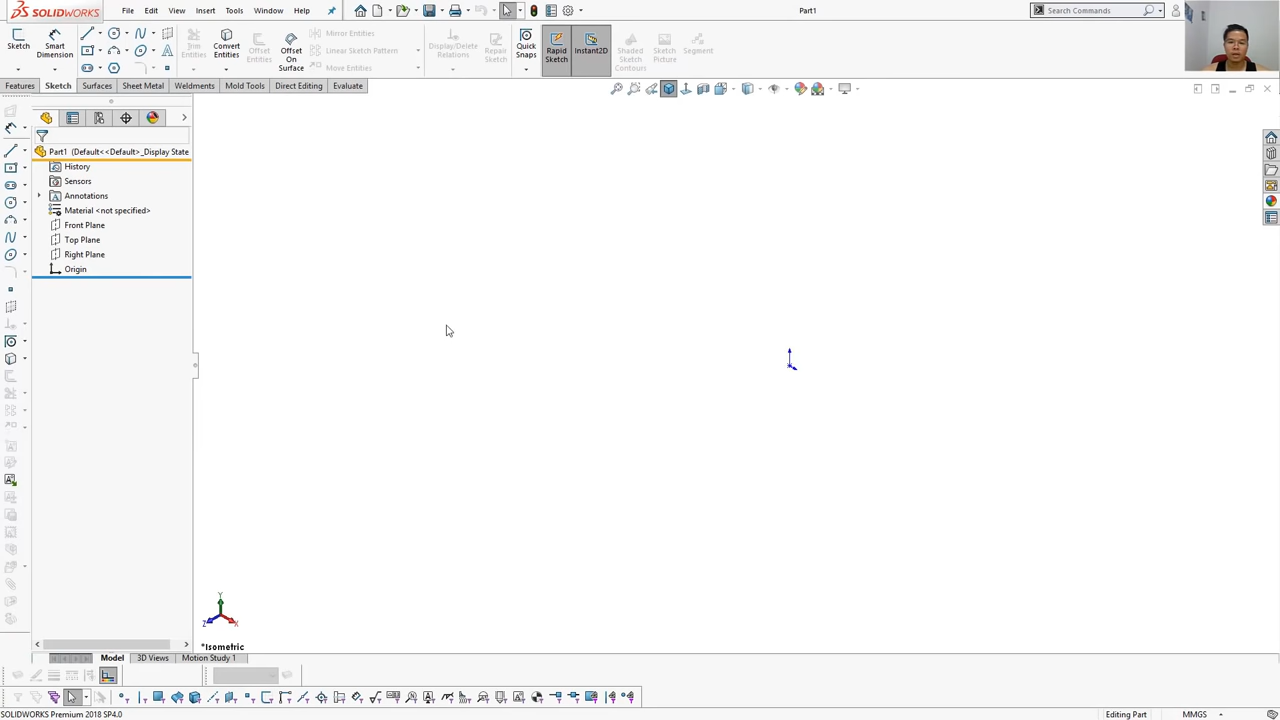 SOLIDWORKS File Edit View Insert Tools Window Help Part1 Search Commands
Sketch Smart Dimension Trim Entities Convert Entities Offset Entities Offset On Surface Mirror Entities Linear Sketch Pattern Move Entities Display/Delete Relations Repair Sketch Quick Snaps Rapid Sketch Instant2D Shaded Sketch Contours Sketch Picture Segment
Features Sketch Surfaces Sheet Metal Weldments Mold Tools Direct Editing Evaluate
Part1 (Default<<Default>_Display State
History
Sensors
Annotations
Material <not specified>
Front Plane
Top Plane
Right Plane
Origin
Y
Z X
*Isometric
Model 3D Views Motion Study 1
SOLIDWORKS Premium 2018 SP4.0 Editing Part MMGS